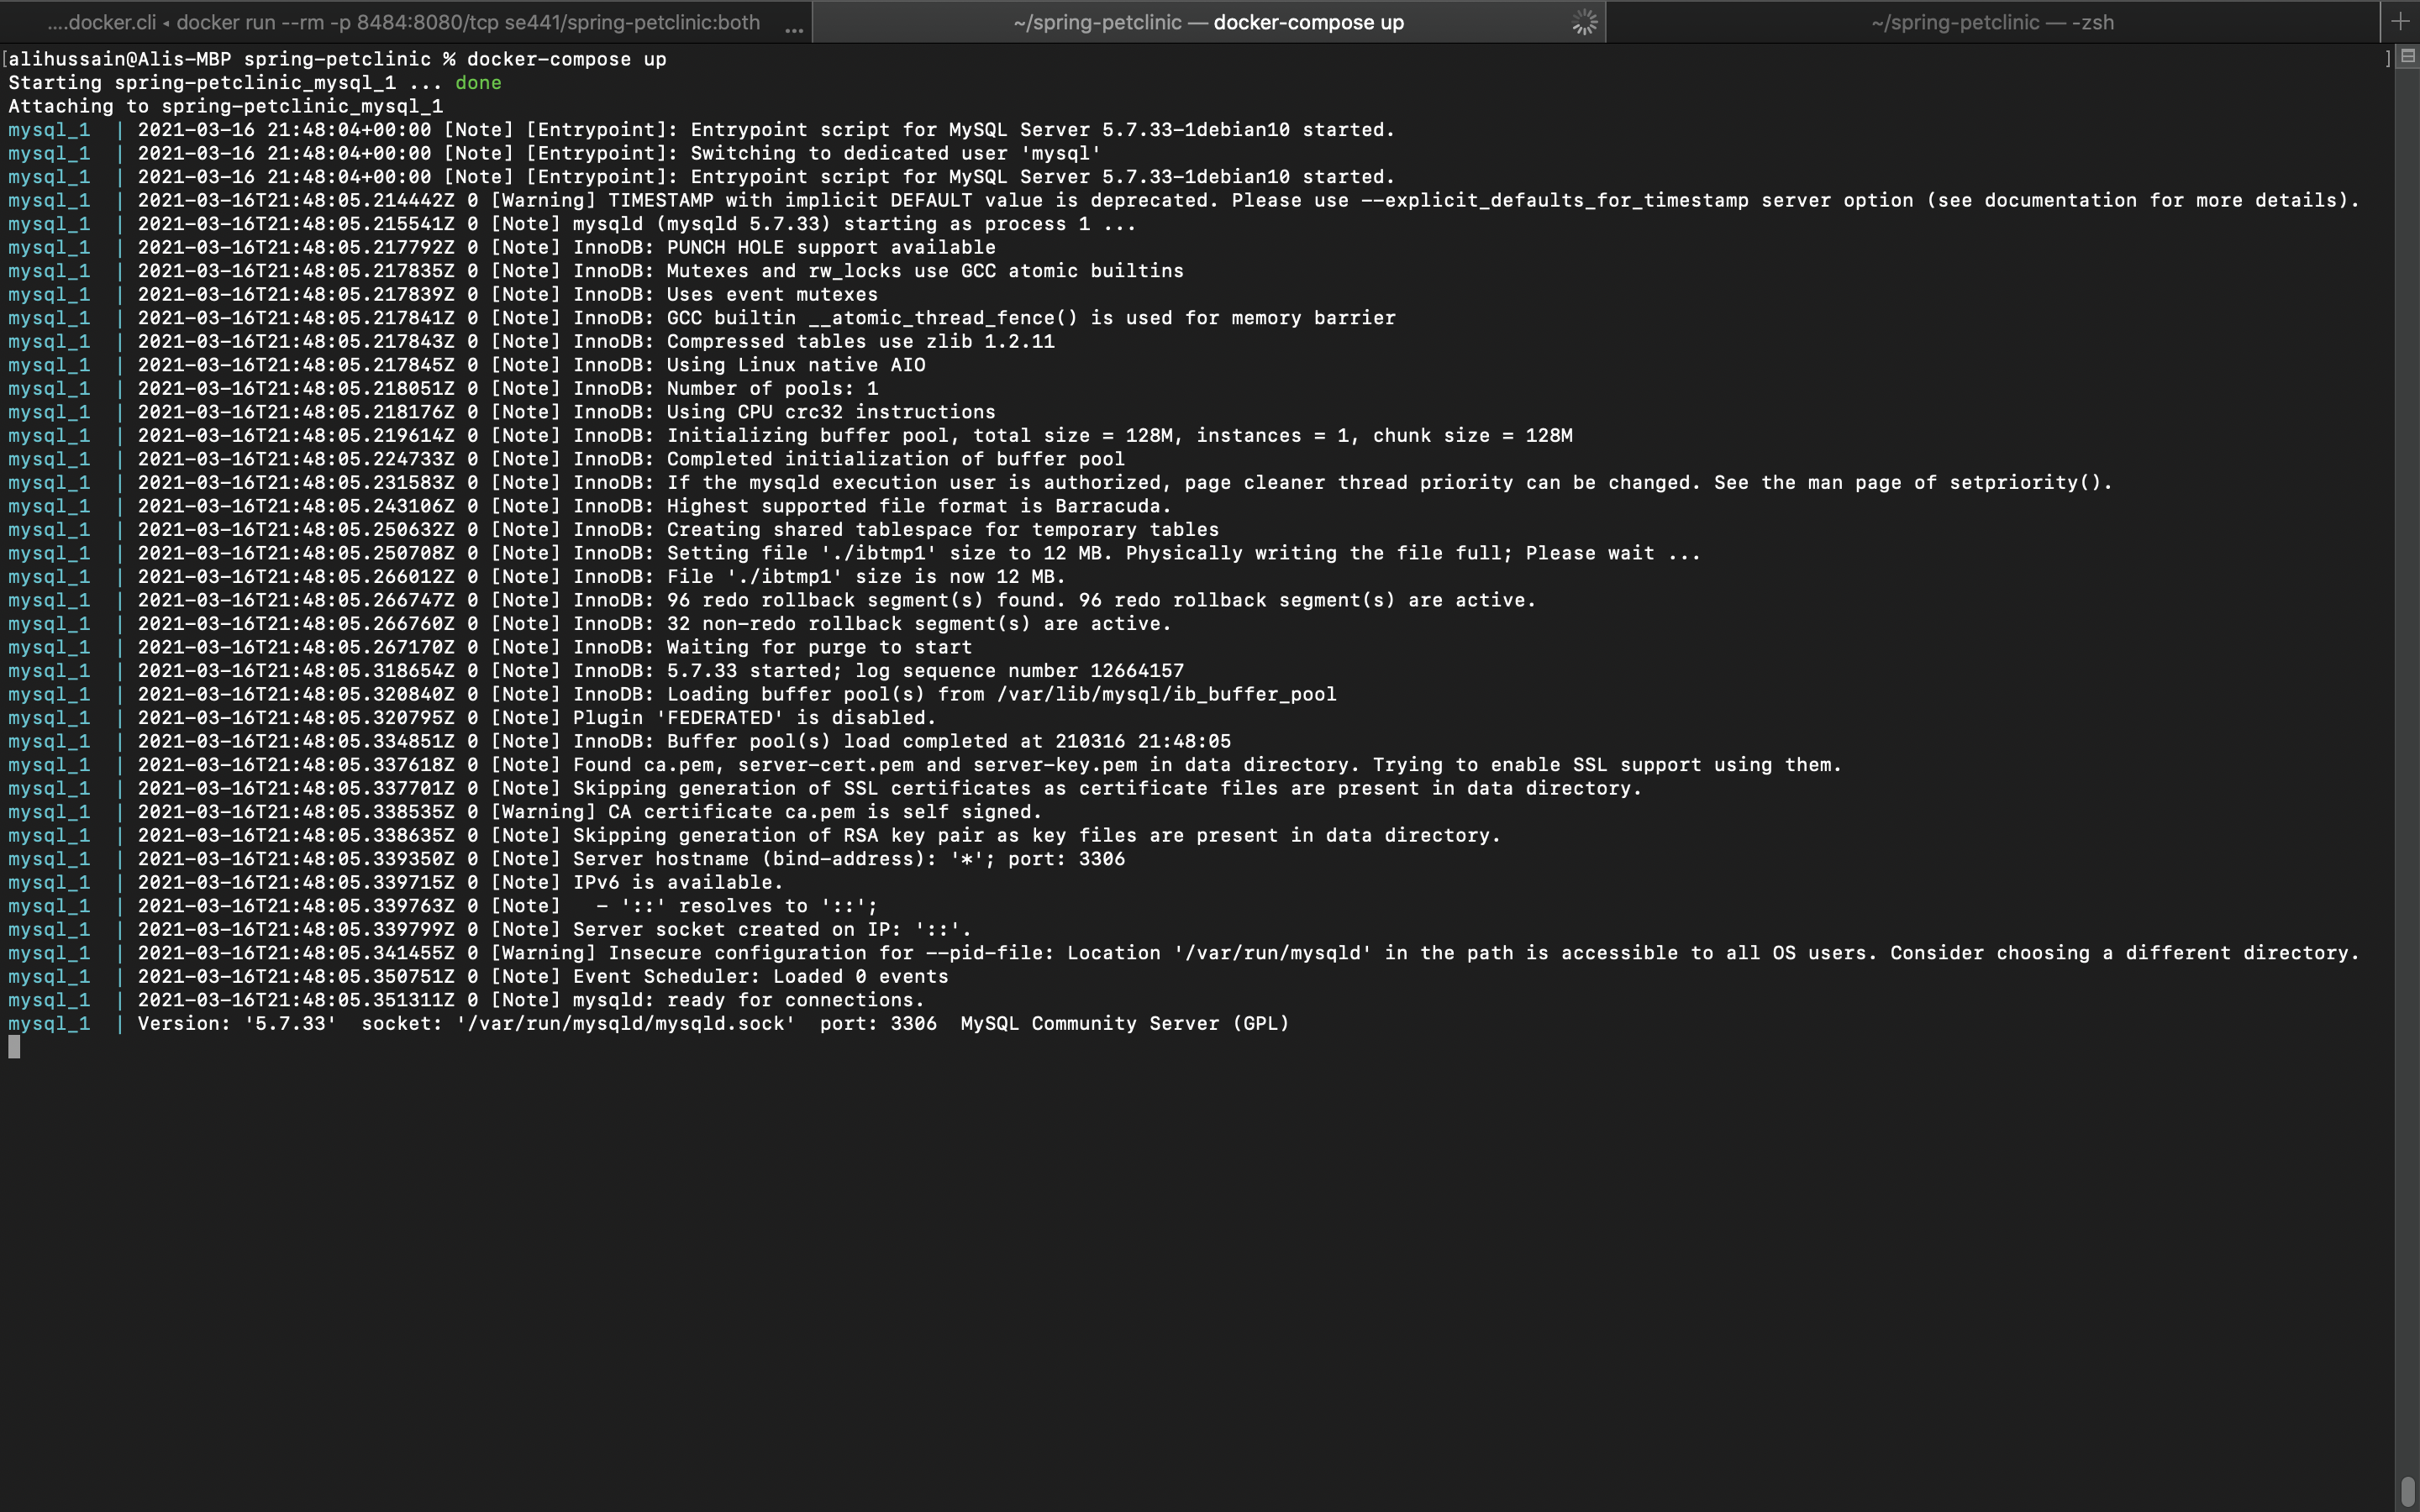 ....docker.cli ◂ docker run --rm -p 8484:8080/tcp se441/spring-petclinic:both ...
~/spring-petclinic — docker-compose up
~/spring-petclinic — -zsh
[alihussain@Alis-MBP spring-petclinic % docker-compose up ]
Starting spring-petclinic_mysql_1 ... done
Attaching to spring-petclinic_mysql_1
mysql_1  | 2021-03-16 21:48:04+00:00 [Note] [Entrypoint]: Entrypoint script for MySQL Server 5.7.33-1debian10 started.
mysql_1  | 2021-03-16 21:48:04+00:00 [Note] [Entrypoint]: Switching to dedicated user 'mysql'
mysql_1  | 2021-03-16 21:48:04+00:00 [Note] [Entrypoint]: Entrypoint script for MySQL Server 5.7.33-1debian10 started.
mysql_1  | 2021-03-16T21:48:05.214442Z 0 [Warning] TIMESTAMP with implicit DEFAULT value is deprecated. Please use --explicit_defaults_for_timestamp server option (see documentation for more details).
mysql_1  | 2021-03-16T21:48:05.215541Z 0 [Note] mysqld (mysqld 5.7.33) starting as process 1 ...
mysql_1  | 2021-03-16T21:48:05.217792Z 0 [Note] InnoDB: PUNCH HOLE support available
mysql_1  | 2021-03-16T21:48:05.217835Z 0 [Note] InnoDB: Mutexes and rw_locks use GCC atomic builtins
mysql_1  | 2021-03-16T21:48:05.217839Z 0 [Note] InnoDB: Uses event mutexes
mysql_1  | 2021-03-16T21:48:05.217841Z 0 [Note] InnoDB: GCC builtin __atomic_thread_fence() is used for memory barrier
mysql_1  | 2021-03-16T21:48:05.217843Z 0 [Note] InnoDB: Compressed tables use zlib 1.2.11
mysql_1  | 2021-03-16T21:48:05.217845Z 0 [Note] InnoDB: Using Linux native AIO
mysql_1  | 2021-03-16T21:48:05.218051Z 0 [Note] InnoDB: Number of pools: 1
mysql_1  | 2021-03-16T21:48:05.218176Z 0 [Note] InnoDB: Using CPU crc32 instructions
mysql_1  | 2021-03-16T21:48:05.219614Z 0 [Note] InnoDB: Initializing buffer pool, total size = 128M, instances = 1, chunk size = 128M
mysql_1  | 2021-03-16T21:48:05.224733Z 0 [Note] InnoDB: Completed initialization of buffer pool
mysql_1  | 2021-03-16T21:48:05.231583Z 0 [Note] InnoDB: If the mysqld execution user is authorized, page cleaner thread priority can be changed. See the man page of setpriority().
mysql_1  | 2021-03-16T21:48:05.243106Z 0 [Note] InnoDB: Highest supported file format is Barracuda.
mysql_1  | 2021-03-16T21:48:05.250632Z 0 [Note] InnoDB: Creating shared tablespace for temporary tables
mysql_1  | 2021-03-16T21:48:05.250708Z 0 [Note] InnoDB: Setting file './ibtmp1' size to 12 MB. Physically writing the file full; Please wait ...
mysql_1  | 2021-03-16T21:48:05.266012Z 0 [Note] InnoDB: File './ibtmp1' size is now 12 MB.
mysql_1  | 2021-03-16T21:48:05.266747Z 0 [Note] InnoDB: 96 redo rollback segment(s) found. 96 redo rollback segment(s) are active.
mysql_1  | 2021-03-16T21:48:05.266760Z 0 [Note] InnoDB: 32 non-redo rollback segment(s) are active.
mysql_1  | 2021-03-16T21:48:05.267170Z 0 [Note] InnoDB: Waiting for purge to start
mysql_1  | 2021-03-16T21:48:05.318654Z 0 [Note] InnoDB: 5.7.33 started; log sequence number 12664157
mysql_1  | 2021-03-16T21:48:05.320840Z 0 [Note] InnoDB: Loading buffer pool(s) from /var/lib/mysql/ib_buffer_pool
mysql_1  | 2021-03-16T21:48:05.320795Z 0 [Note] Plugin 'FEDERATED' is disabled.
mysql_1  | 2021-03-16T21:48:05.334851Z 0 [Note] InnoDB: Buffer pool(s) load completed at 210316 21:48:05
mysql_1  | 2021-03-16T21:48:05.337618Z 0 [Note] Found ca.pem, server-cert.pem and server-key.pem in data directory. Trying to enable SSL support using them.
mysql_1  | 2021-03-16T21:48:05.337701Z 0 [Note] Skipping generation of SSL certificates as certificate files are present in data directory.
mysql_1  | 2021-03-16T21:48:05.338535Z 0 [Warning] CA certificate ca.pem is self signed.
mysql_1  | 2021-03-16T21:48:05.338635Z 0 [Note] Skipping generation of RSA key pair as key files are present in data directory.
mysql_1  | 2021-03-16T21:48:05.339350Z 0 [Note] Server hostname (bind-address): '*'; port: 3306
mysql_1  | 2021-03-16T21:48:05.339715Z 0 [Note] IPv6 is available.
mysql_1  | 2021-03-16T21:48:05.339763Z 0 [Note]   - '::' resolves to '::';
mysql_1  | 2021-03-16T21:48:05.339799Z 0 [Note] Server socket created on IP: '::'.
mysql_1  | 2021-03-16T21:48:05.341455Z 0 [Warning] Insecure configuration for --pid-file: Location '/var/run/mysqld' in the path is accessible to all OS users. Consider choosing a different directory.
mysql_1  | 2021-03-16T21:48:05.350751Z 0 [Note] Event Scheduler: Loaded 0 events
mysql_1  | 2021-03-16T21:48:05.351311Z 0 [Note] mysqld: ready for connections.
mysql_1  | Version: '5.7.33'  socket: '/var/run/mysqld/mysqld.sock'  port: 3306  MySQL Community Server (GPL)